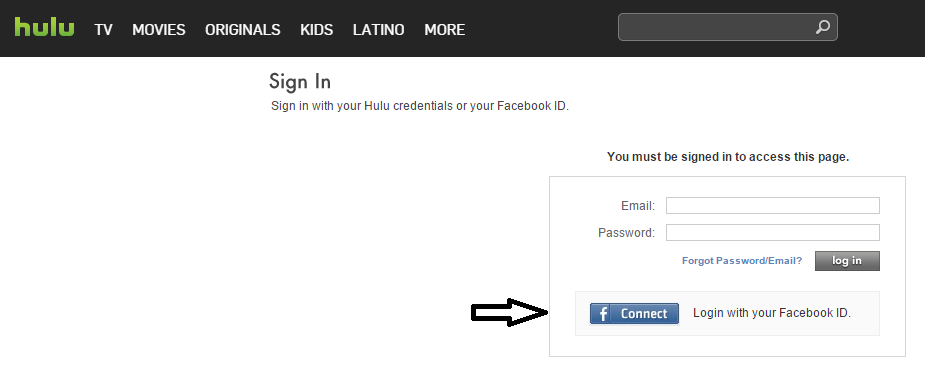 hulu TV MOVIES ORIGINALS KIDS LATINO MORE
Sign In
Sign in with your Hulu credentials or your Facebook ID.
You must be signed in to access this page.
Email:
Password:
Forgot Password/Email? log in
f Connect Login with your Facebook ID.